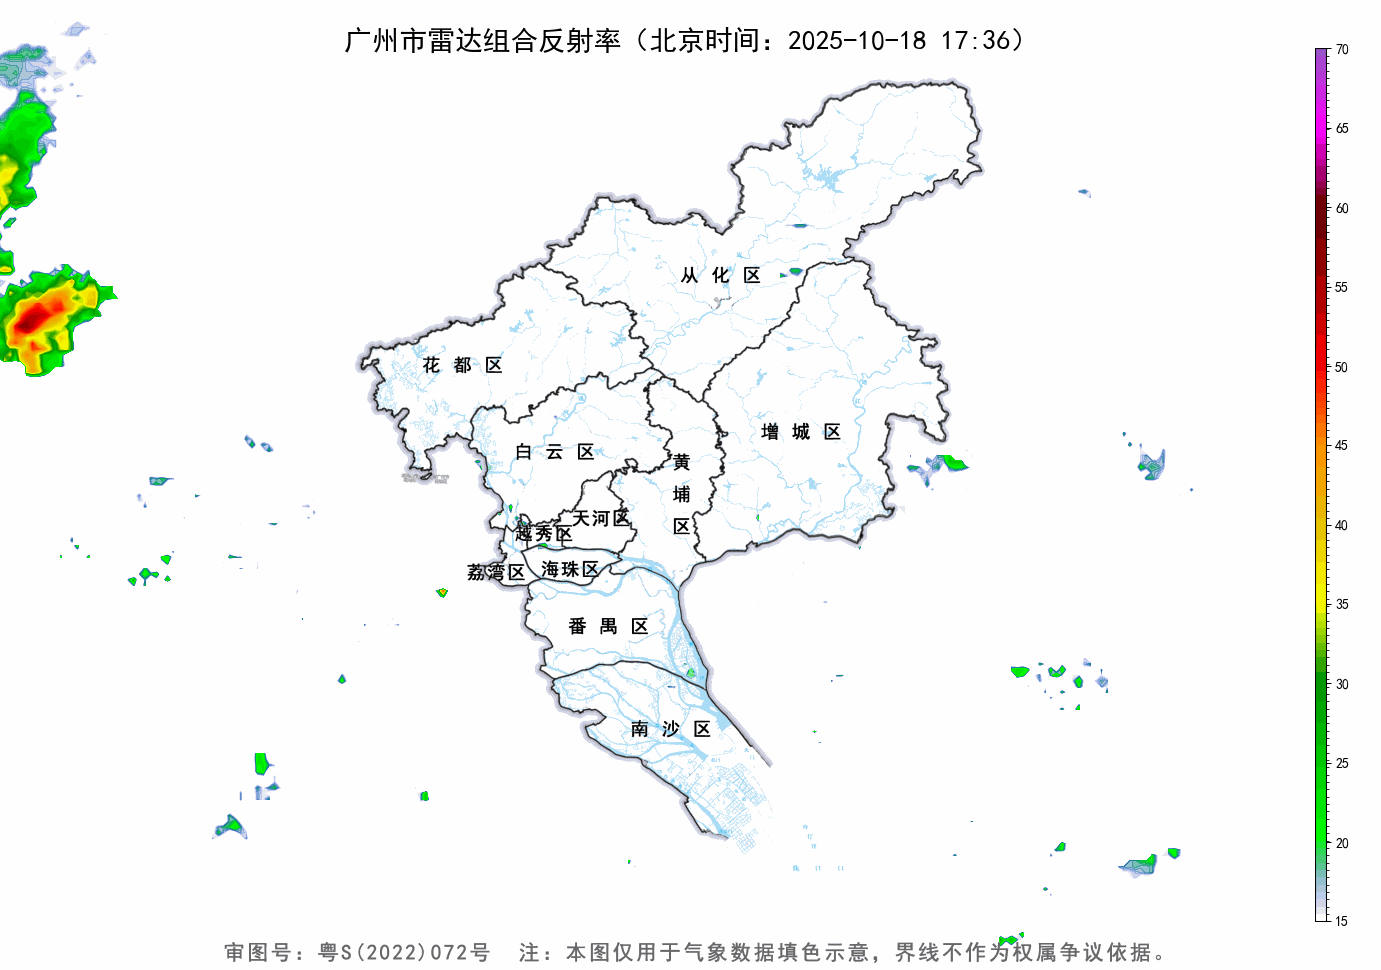 广州市雷达组合反射率（北京时间：2025-10-18 17:36）
70
65
60
55
50
45
40
35
30
25
20
15
从化区
花都区
增城区
白云区
黄埔区
天河区
越秀区
荔湾区
海珠区
番禺区
南沙区
审图号：粤S(2022)072号 注：本图仅用于气象数据填色示意，界线不作为权属争议依据。